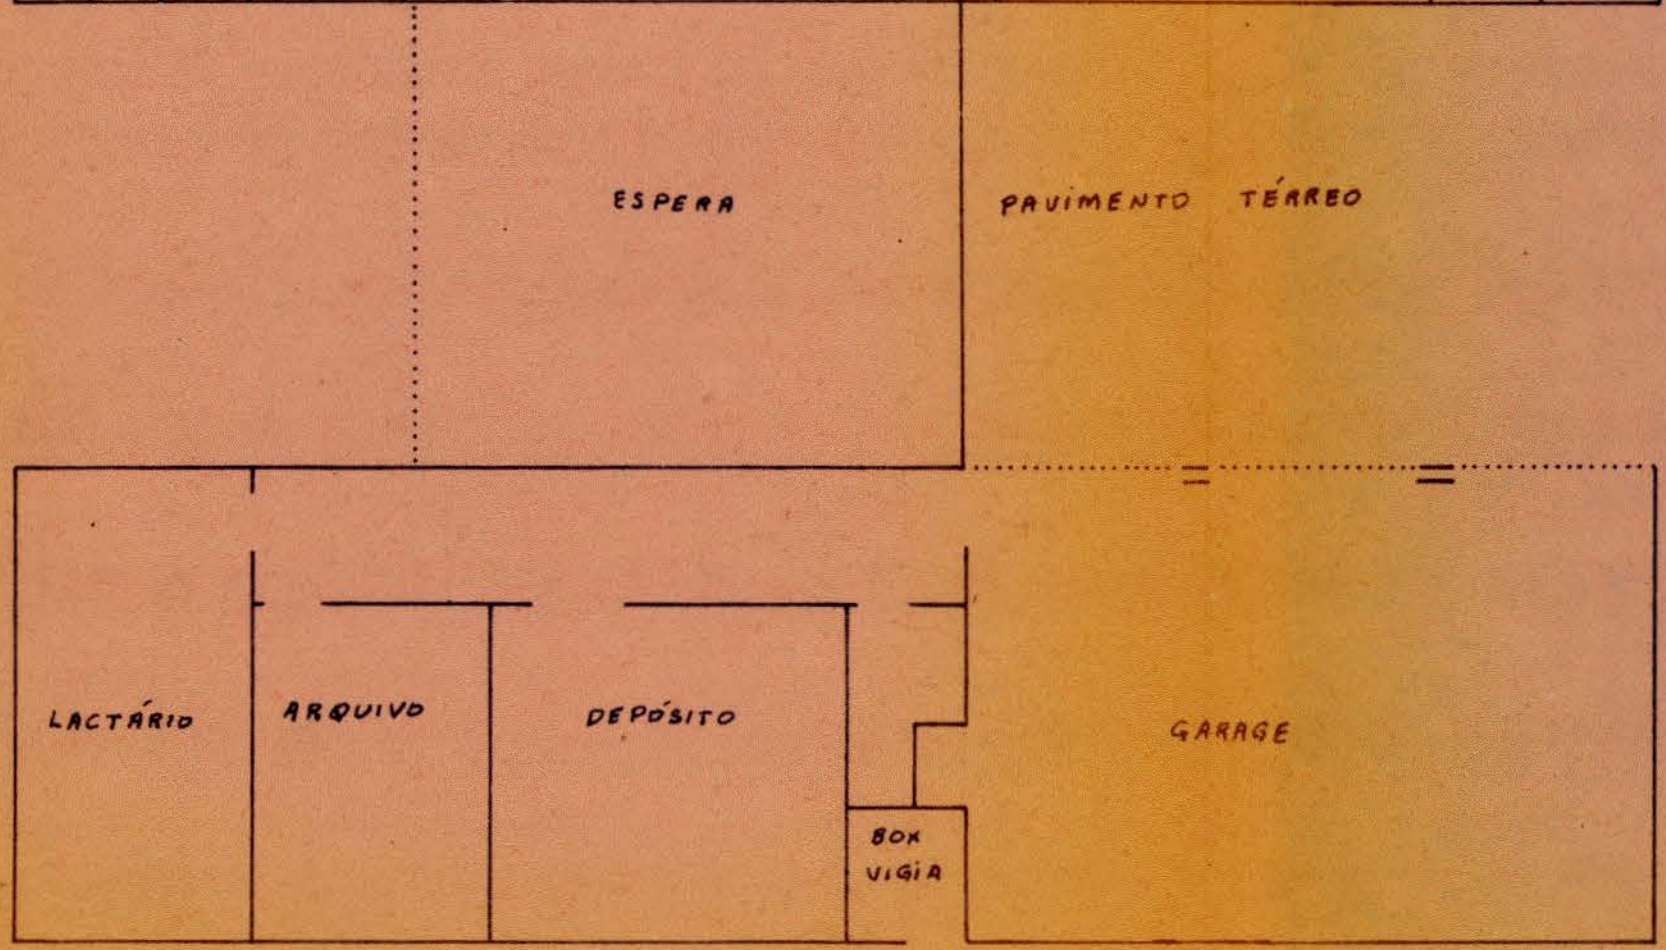 ESPERA
PAViMENTO TÉRREO
LACTÁRIO
ARQUIVO
DEPÓSITO
GARAGE
BOX
VIGiA